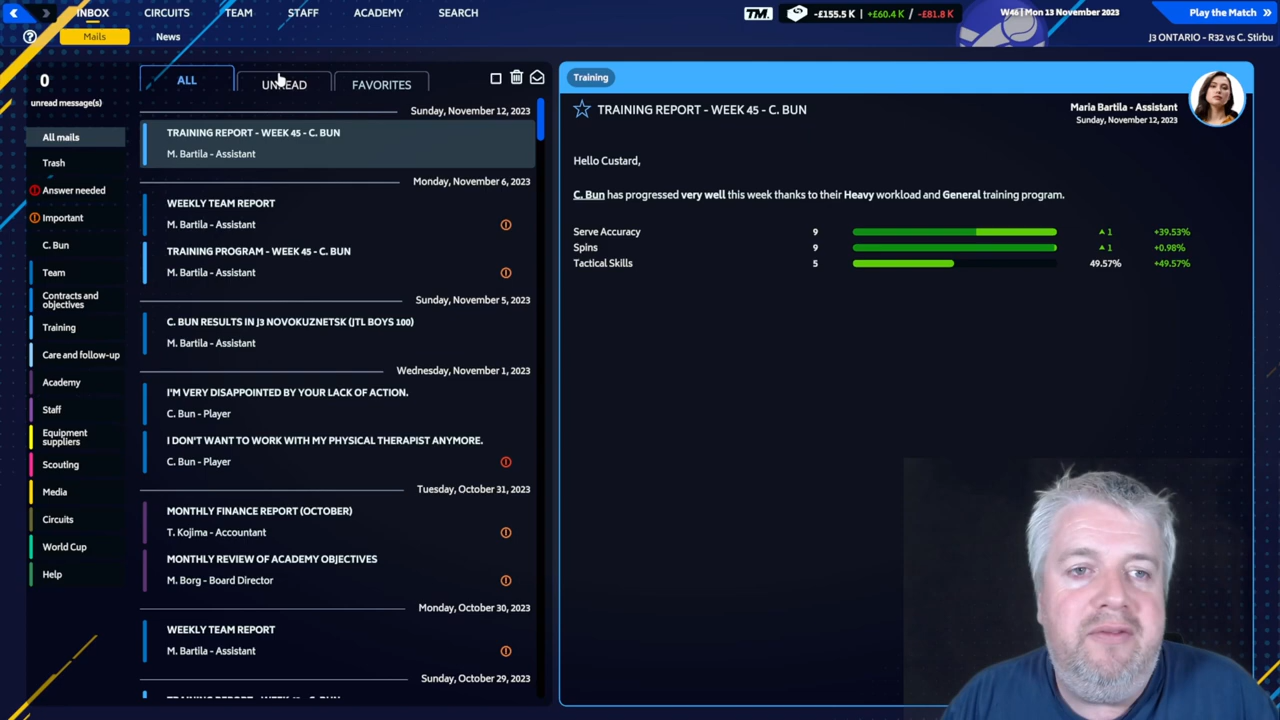 INBOX
CIRCUITS
TEAM
STAFF
ACADEMY
SEARCH
TM.
-£155.5 K | +£60.4 K / -£81.8 K
W46 | Mon 13 November 2023
Play the Match
Mails
News
J3 ONTARIO - R32 vs C. Stirbu
0
unread message(s)
All mails
Trash
Answer needed
Important
C. Bun
Team
Contracts and
objectives
Training
Care and follow-up
Academy
Staff
Equipment
suppliers
Scouting
Media
Circuits
World Cup
Help
ALL
UNREAD
FAVORITES
Sunday, November 12, 2023
TRAINING REPORT - WEEK 45 - C. BUN
M. Bartila - Assistant
Monday, November 6, 2023
WEEKLY TEAM REPORT
M. Bartila - Assistant
TRAINING PROGRAM - WEEK 45 - C. BUN
M. Bartila - Assistant
Sunday, November 5, 2023
C. BUN RESULTS IN J3 NOVOKUZNETSK (JTL BOYS 100)
M. Bartila - Assistant
Wednesday, November 1, 2023
I'M VERY DISAPPOINTED BY YOUR LACK OF ACTION.
C. Bun - Player
I DON'T WANT TO WORK WITH MY PHYSICAL THERAPIST ANYMORE.
C. Bun - Player
Tuesday, October 31, 2023
MONTHLY FINANCE REPORT (OCTOBER)
T. Kojima - Accountant
MONTHLY REVIEW OF ACADEMY OBJECTIVES
M. Borg - Board Director
Monday, October 30, 2023
WEEKLY TEAM REPORT
M. Bartila - Assistant
Sunday, October 29, 2023
Training
TRAINING REPORT - WEEK 45 - C. BUN
Maria Bartila - Assistant
Sunday, November 12, 2023
Hello Custard,
C. Bun has progressed very well this week thanks to their Heavy workload and General training program.
Serve Accuracy 9 1 +39.53%
Spins 9 1 +0.98%
Tactical Skills 5 49.57% +49.57%